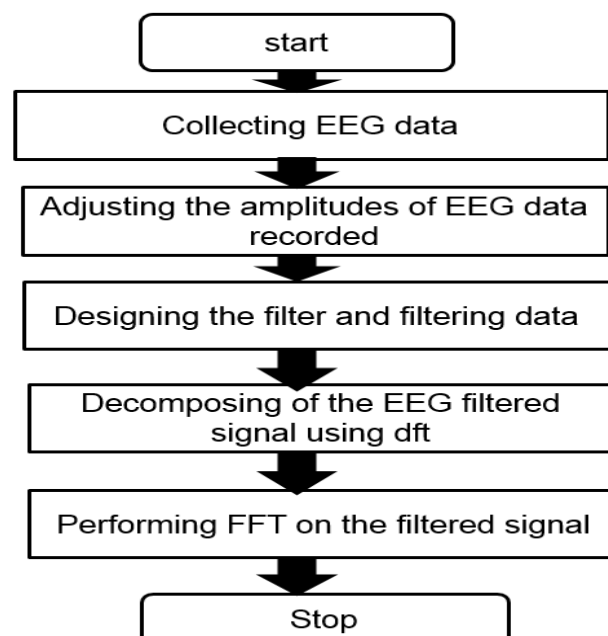 start
Collecting EEG data
Adjusting the amplitudes of EEG data
recorded
Designing the filter and filtering data
Decomposing of the EEG filtered
signal using dft
Performing FFT on the filtered signal
Stop